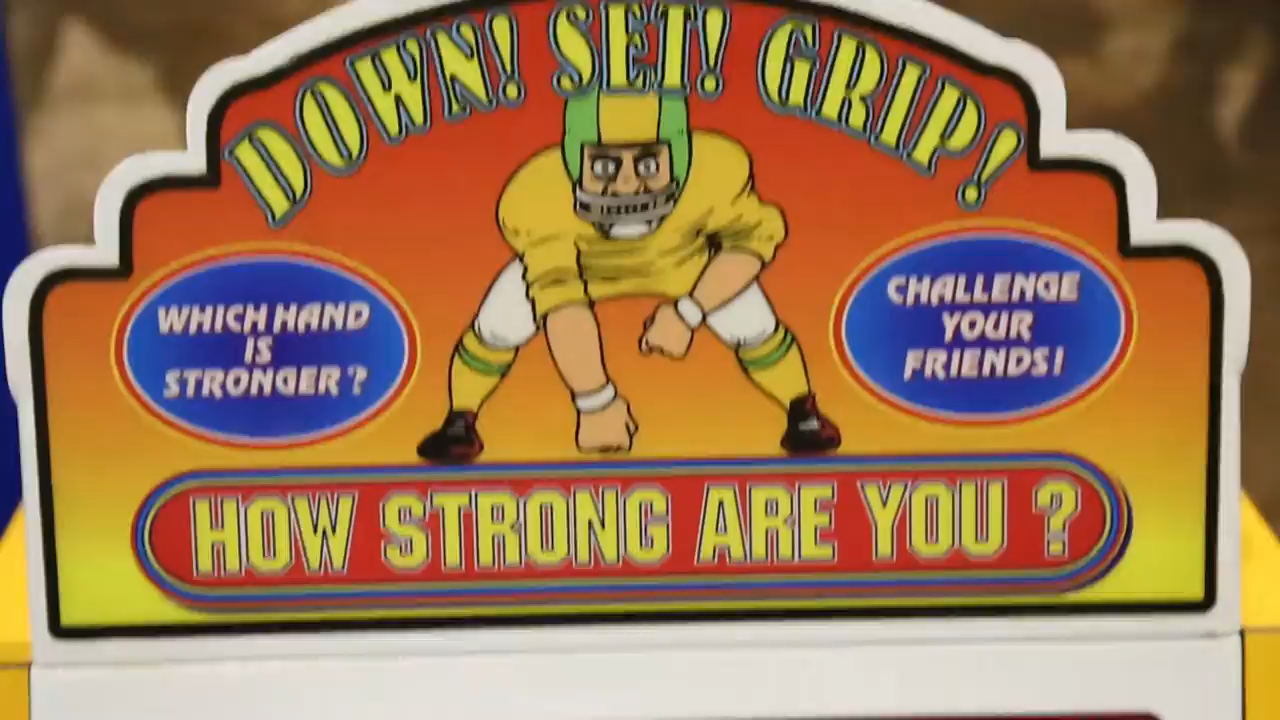 DOWN! SET! GRIP!
WHICH HAND
IS
STRONGER?
CHALLENGE
YOUR
FRIENDS!
HOW STRONG ARE YOU ?